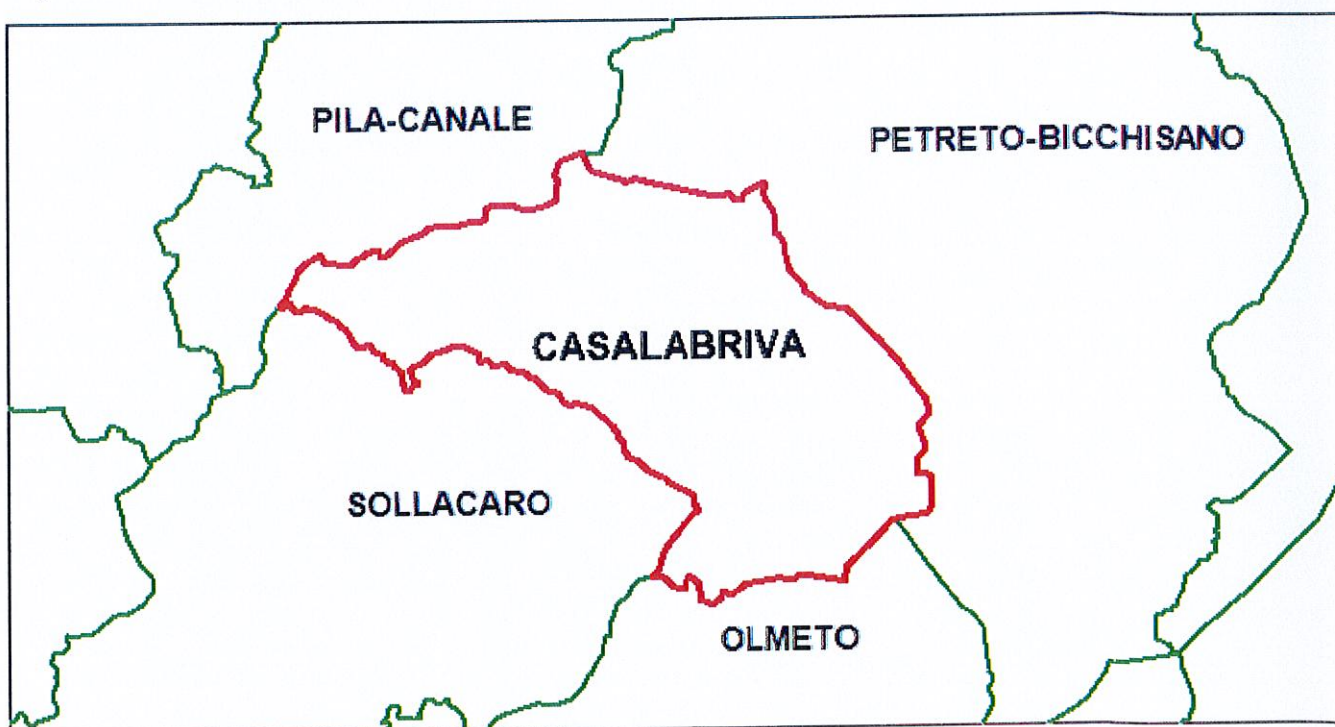 PILA-CANALE
PETRETO-BICCHISANO
CASALABRIVA
SOLLACARO
OLMETO